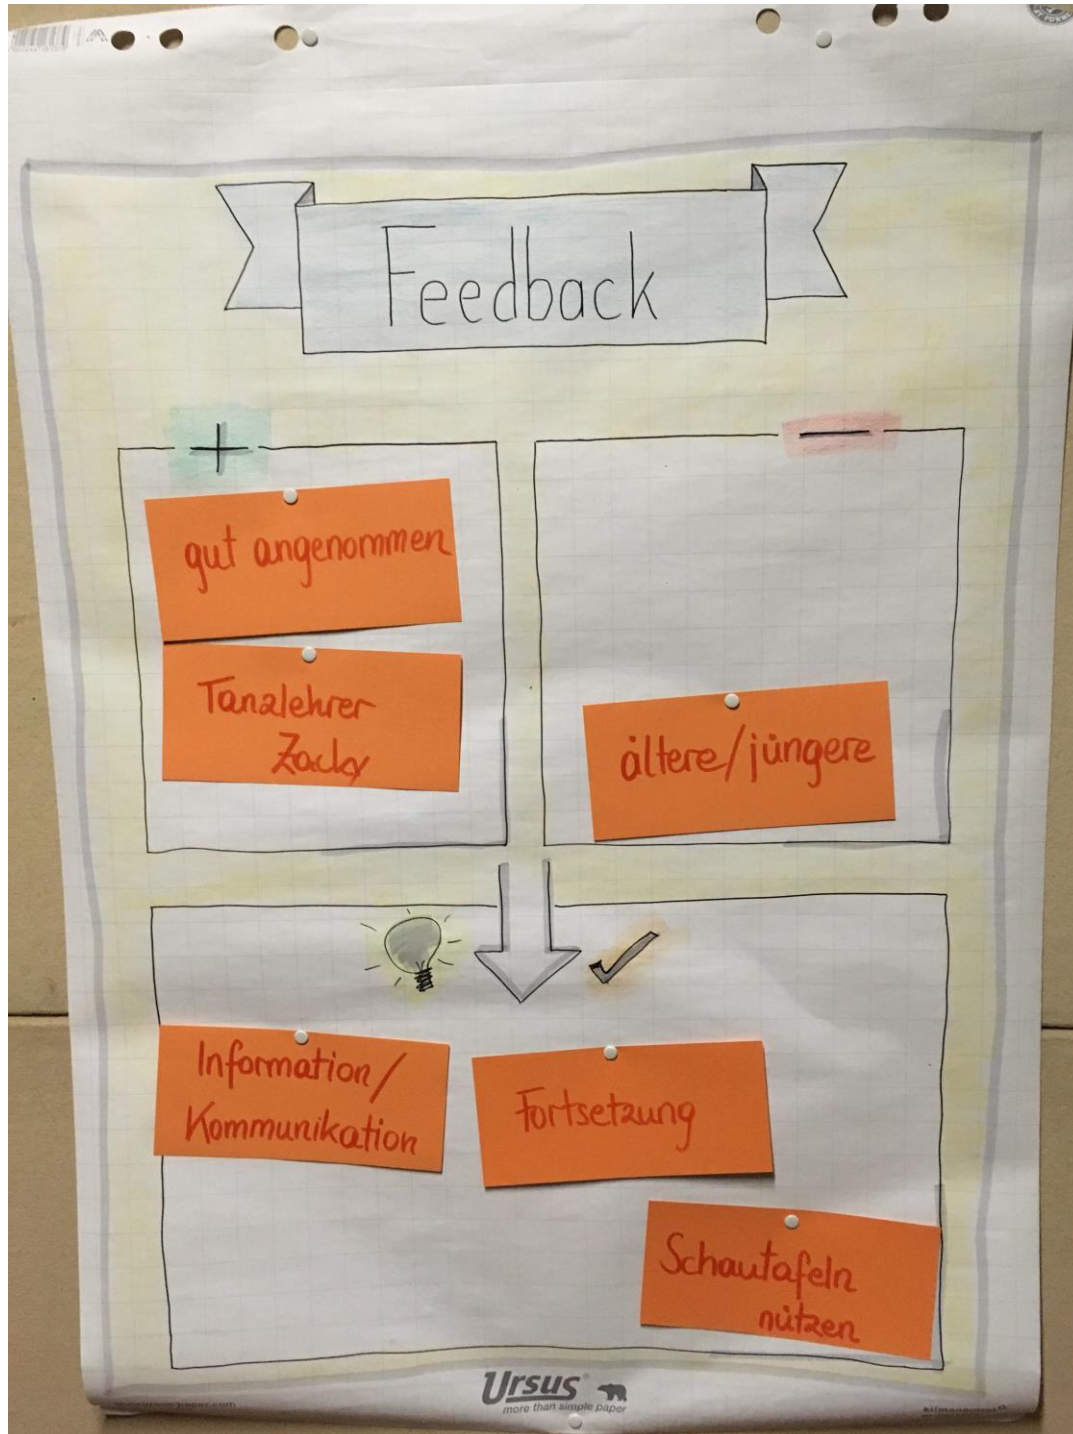 Feedback
+
—
gut angenommen
Tanzlehrer
Zacky
ältere/jüngere
Information/
Kommunikation
Fortsetzung
Schautafeln
nützen
Ursus
more than simple paper